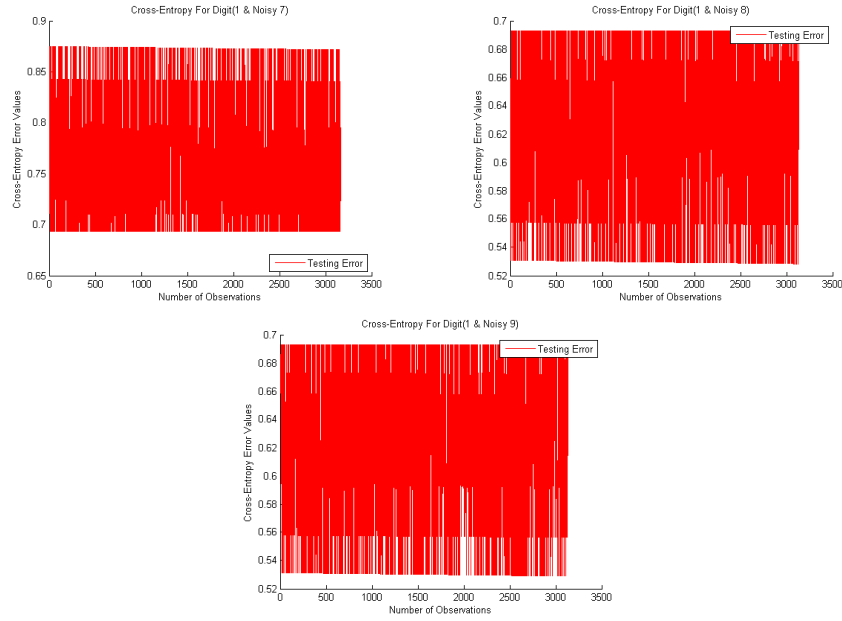 Cross-Entropy For Digit(1 & Noisy 7)
0.9
0.85
0.8
0.75
0.7
0.65
Cross-Entropy Error Values
Testing Error
0 500 1000 1500 2000 2500 3000 3500
Number of Observations
Cross-Entropy For Digit(1 & Noisy 8)
0.7
0.68
0.66
0.64
0.62
0.6
0.58
0.56
0.54
0.52
Cross-Entropy Error Values
Testing Error
0 500 1000 1500 2000 2500 3000 3500
Number of Observations
Cross-Entropy For Digit(1 & Noisy 9)
0.7
0.68
0.66
0.64
0.62
0.6
0.58
0.56
0.54
0.52
Cross-Entropy Error Values
Testing Error
0 500 1000 1500 2000 2500 3000 3500
Number of Observations